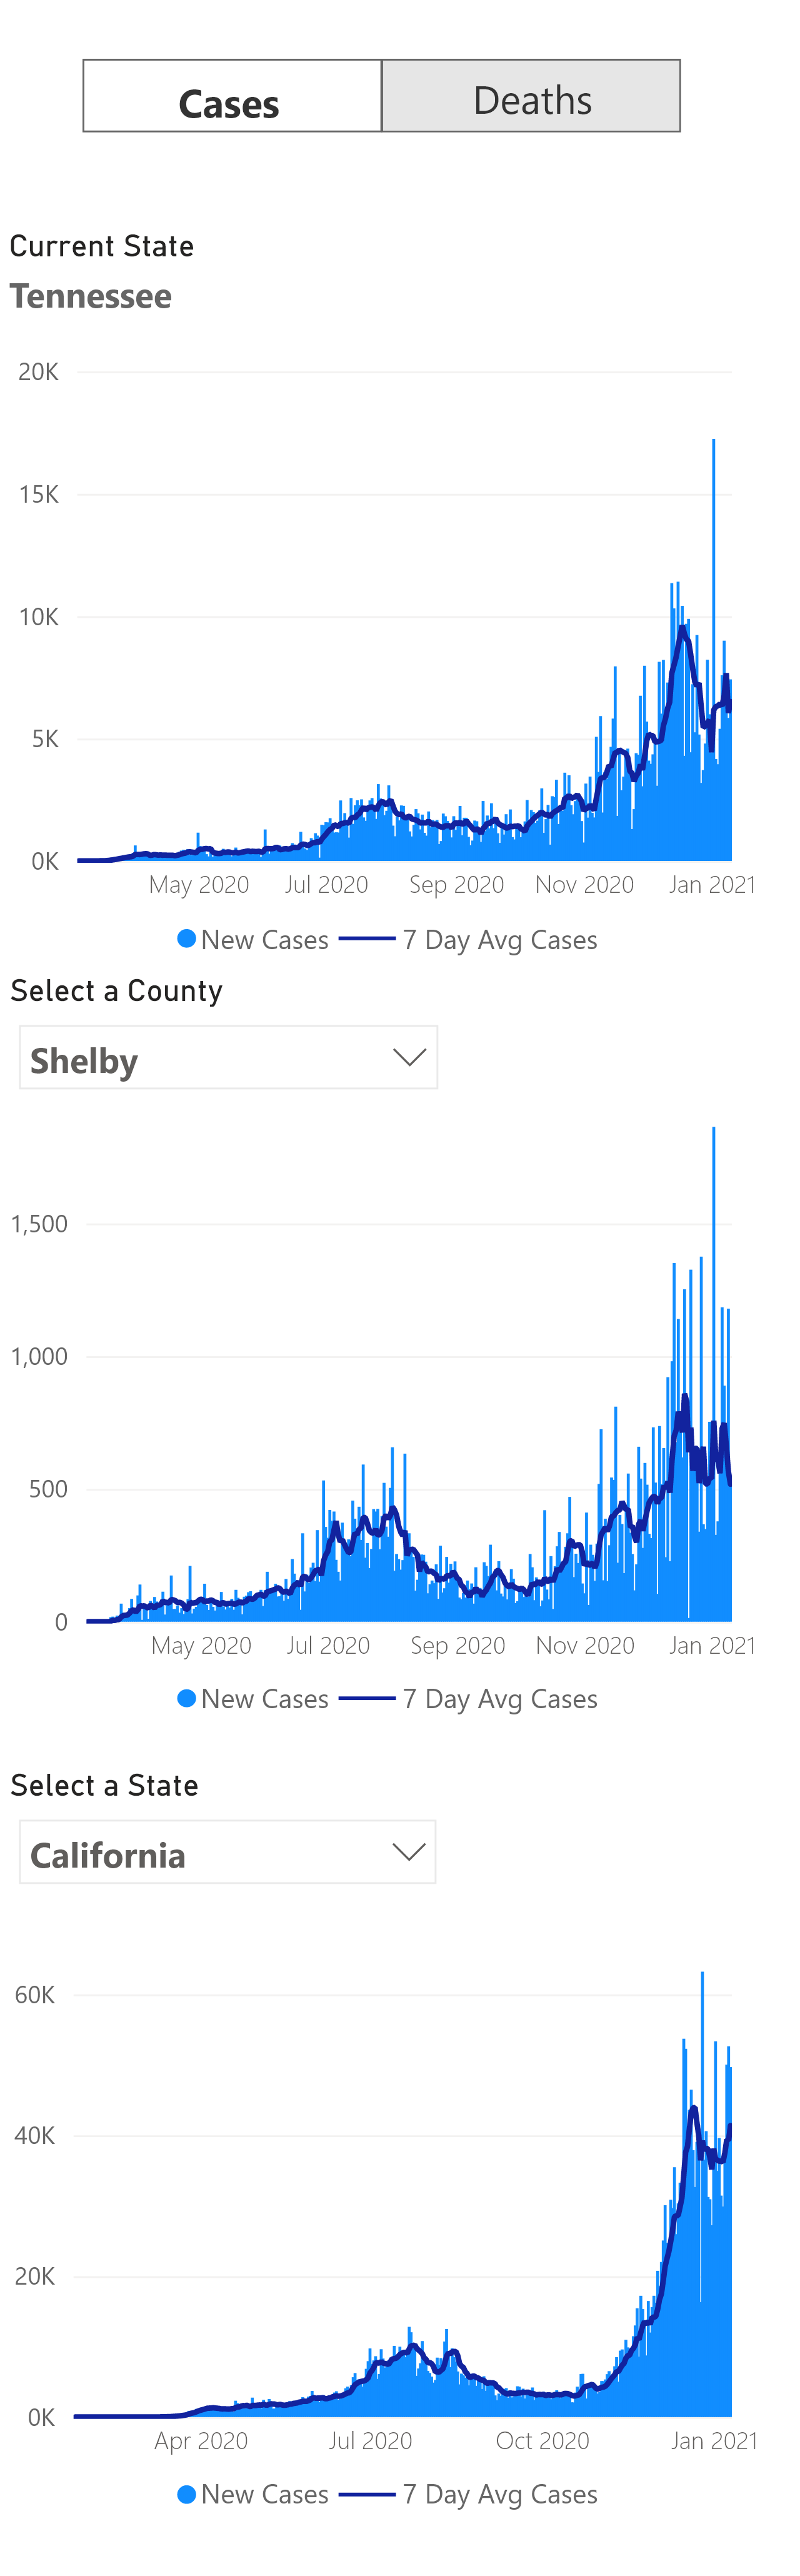 Cases Deaths
Current State
Tennessee
20K
15K
10K
5K
0K
May 2020 Jul 2020 Sep 2020 Nov 2020 Jan 2021
New Cases 7 Day Avg Cases
Select a County
Shelby
1,500
1,000
500
0
May 2020 Jul 2020 Sep 2020 Nov 2020 Jan 2021
New Cases 7 Day Avg Cases
Select a State
California
60K
40K
20K
0K
Apr 2020 Jul 2020 Oct 2020 Jan 2021
New Cases 7 Day Avg Cases